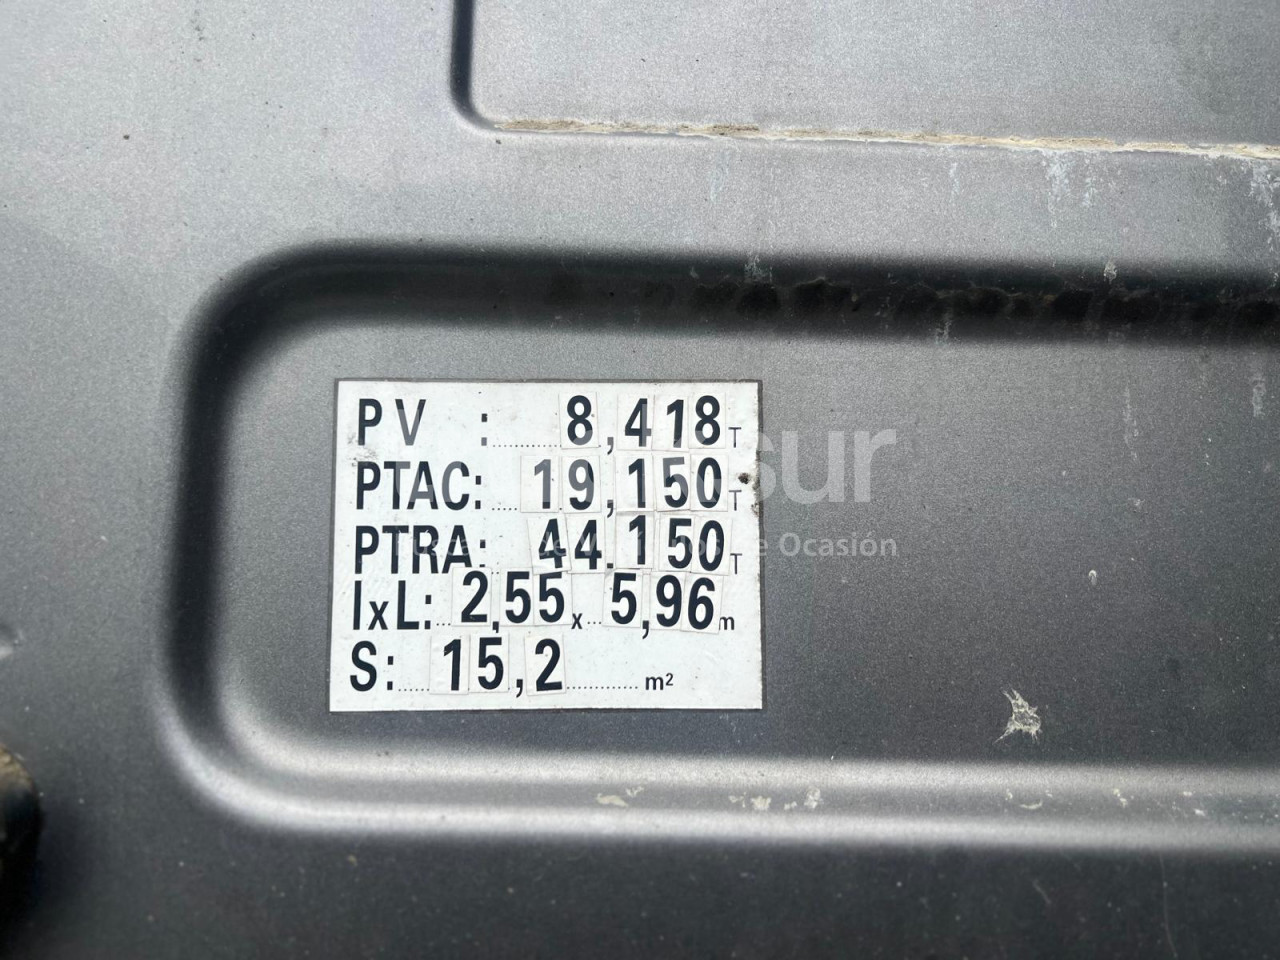 PV : 8,418 T
PTAC: 19,150 T
PTRA: 44.150 T
IxL: 2,55 x 5,96 m
S: 15,2 m²
sur
de Ocasión